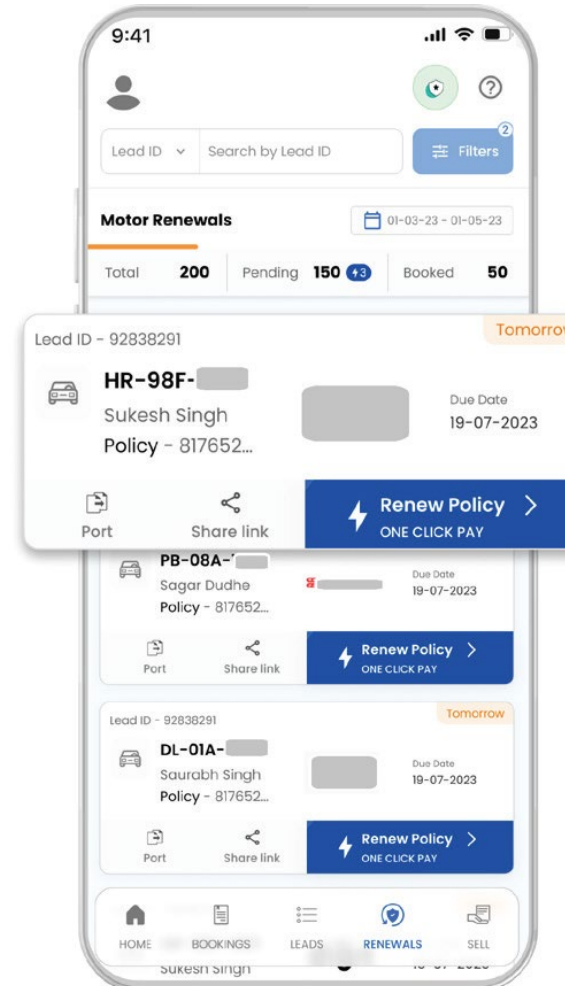 9:41
Lead ID Search by Lead ID Filters 2
Motor Renewals 01-03-23 - 01-05-23
Total 200 Pending 150 3 Booked 50
Lead ID - 92838291 Tomorrow
HR-98F-
Sukesh Singh
Policy - 817652...
Due Date
19-07-2023
Port Share link
Renew Policy
ONE CLICK PAY
PB-08A-
Sagar Dudhe
Policy - 817652...
Due Date
19-07-2023
Port Share link
Renew Policy
ONE CLICK PAY
Lead ID - 92838291 Tomorrow
DL-01A-
Saurabh Singh
Policy - 817652...
Due Date
19-07-2023
Port Share link
Renew Policy
ONE CLICK PAY
HOME BOOKINGS LEADS RENEWALS SELL
Sukesh Singh